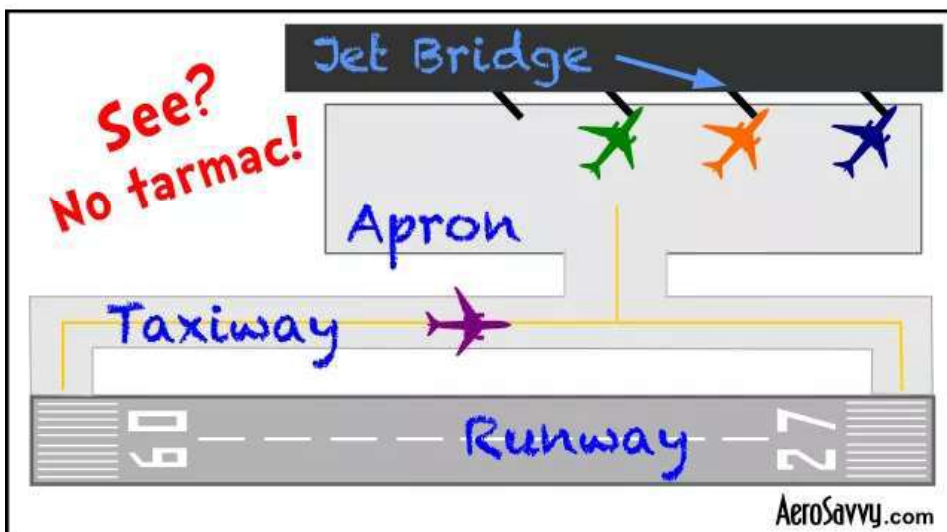 Jet Bridge
See?
No tarmac!
Apron
Taxiway
09
Runway
27
AeroSavvy.com